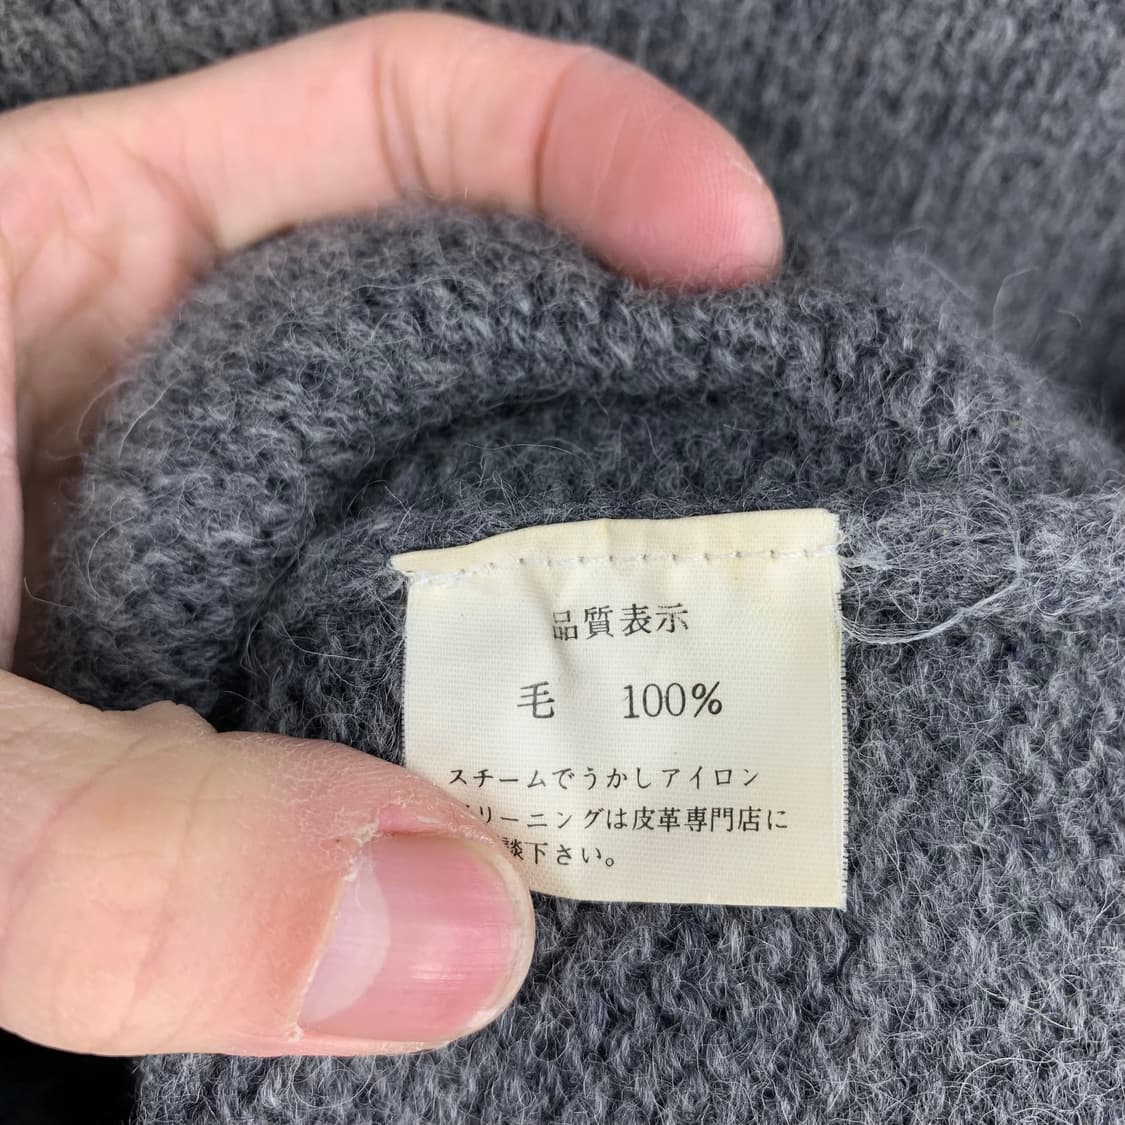 品質表示
毛 100%
スチームでうかしアイロン
リーニングは皮革専門店に
談下さい。